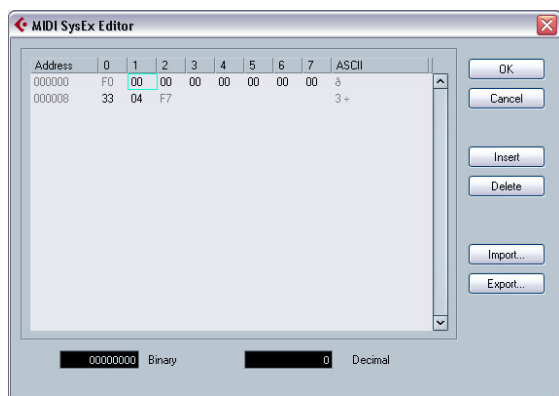 MIDI SysEx Editor
Address 0 1 2 3 4 5 6 7 ASCII
000000 F0 00 00 00 00 00 00 00 ð
000008 33 04 F7 3 ÷
OK
Cancel
Insert
Delete
Import...
Export...
00000000 Binary 0 Decimal